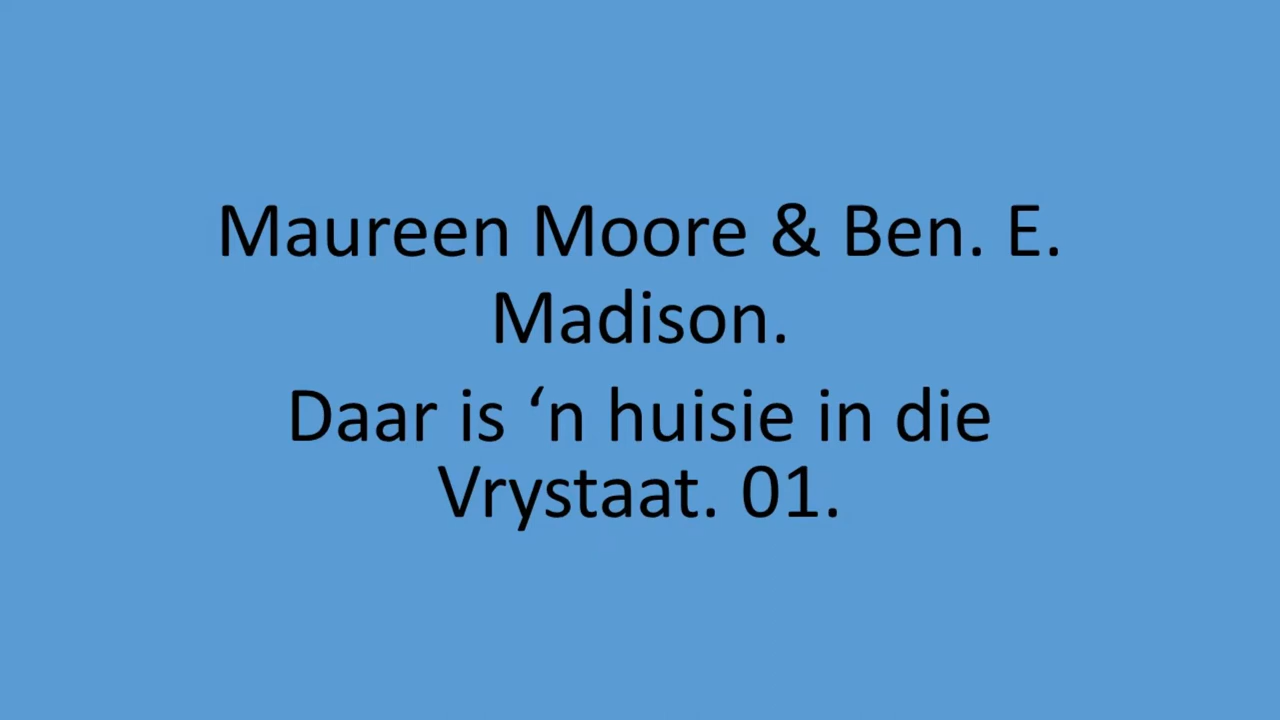 Maureen Moore & Ben. E.
Madison.
Daar is ‘n huisie in die
Vrystaat. 01.